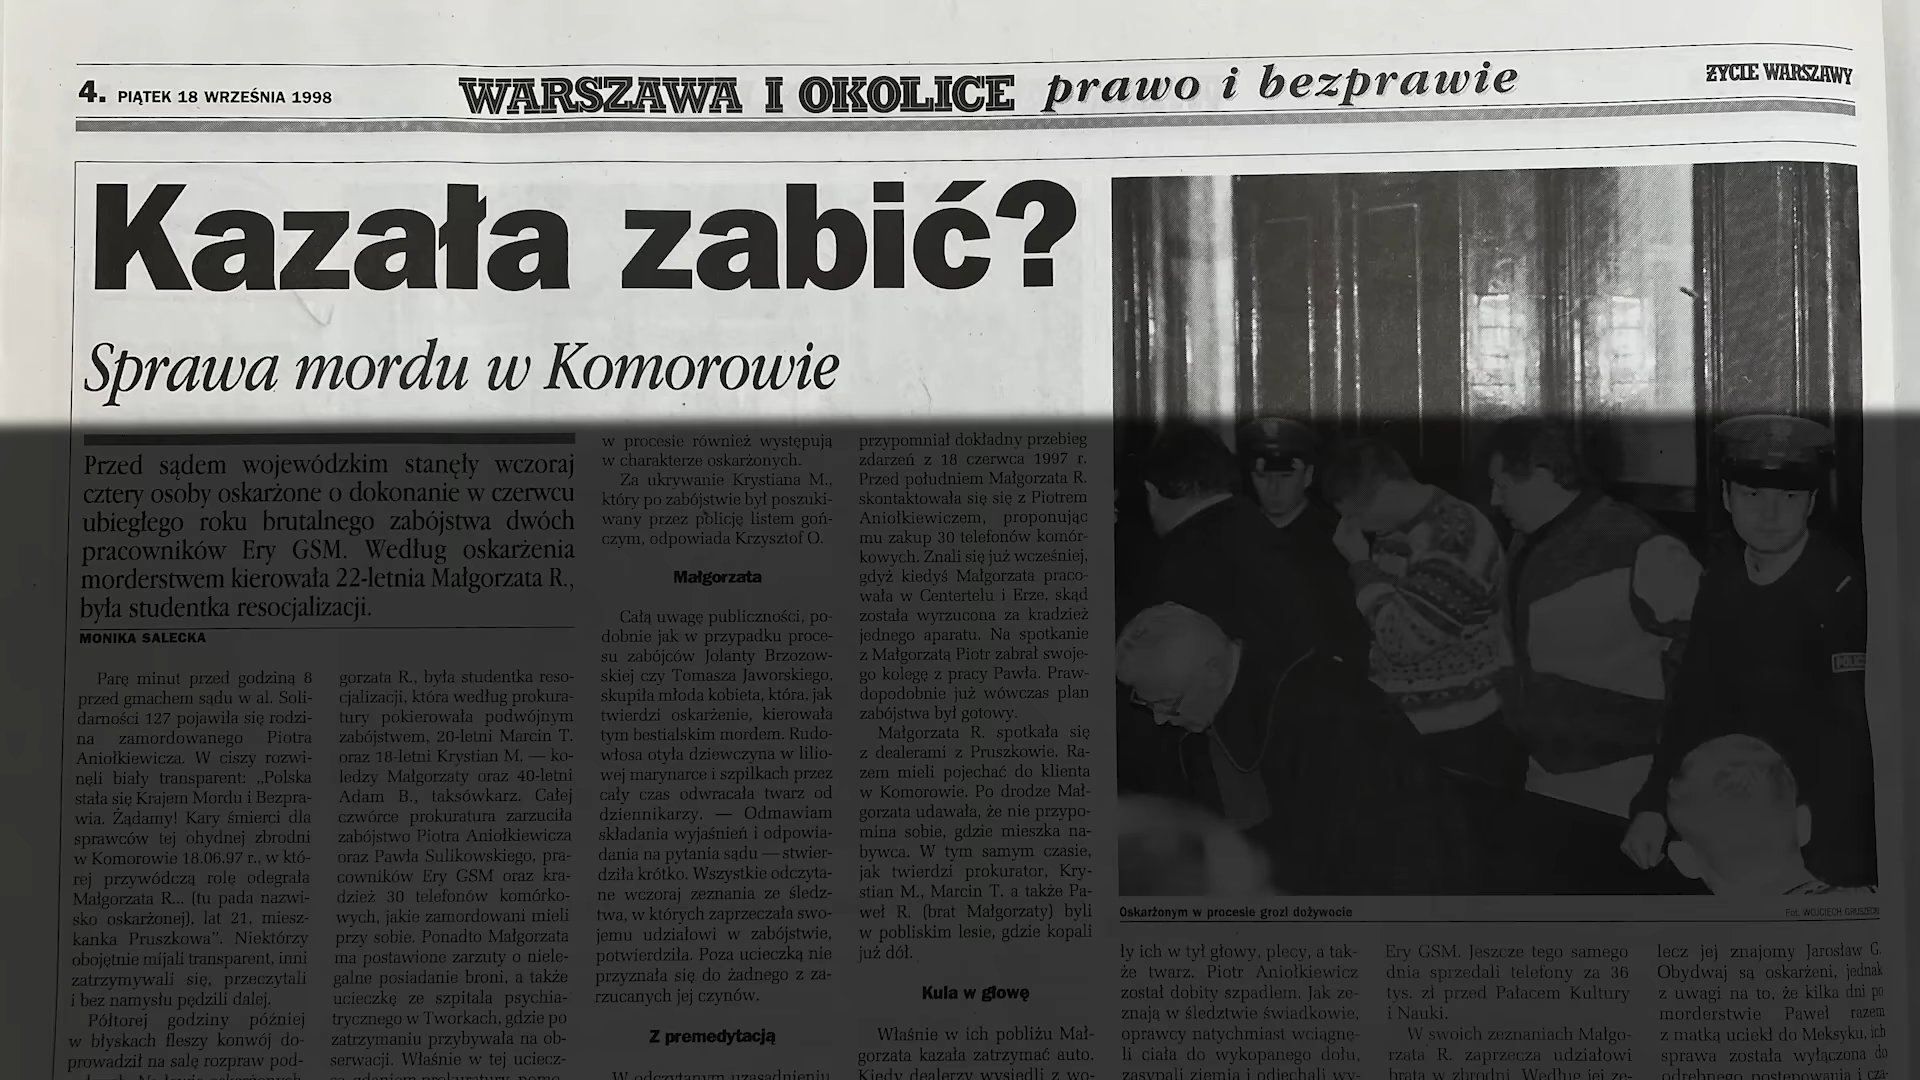 4. PIĄTEK 18 WRZEŚNIA 1998
WARSZAWA I OKOLICE prawo i bezprawie
ŻYCIE WARSZAWY
Kazała zabić?
Sprawa mordu w Komorowie
Przed sądem wojewódzkim stanęły wczoraj
cztery osoby oskarżone o dokonanie w czerwcu
ubiegłego roku brutalnego zabójstwa dwóch
pracowników Ery GSM. Według oskarżenia
morderstwem kierowała 22-letnia Małgorzata R.,
była studentka resocjalizacji.
MONIKA SALECKA
Parę minut przed godziną 8
przed gmachem sądu w al. Soli-
darności 127 pojawiła się rodzi-
na zamordowanego Piotra
Aniołkiewicza. W ciszy rozwi-
nęli biały transparent: „Polska
stała się Krajem Mordu i Bezpra-
wia. Żądamy! Kary śmierci dla
sprawców tej ohydnej zbrodni
w Komorowie 18.06.97 r., w któ-
rej przywódczą rolę odegrała
Małgorzata R... (tu pada nazwi-
sko oskarżonej), lat 21, miesz-
kanka Pruszkowa”. Niektórzy
obojętnie mijali transparent, inni
zatrzymywali się, przeczytali
i bez namysłu pędzili dalej.
Półtorej godziny później
w błyskach fleszy konwój do-
prowadził na salę rozpraw pod-
gorzata R., była studentka reso-
cjalizacji, która według prokura-
tury pokierowała podwójnym
zabójstwem, 20-letni Marcin T.
oraz 18-letni Krystian M. — ko-
ledzy Małgorzaty oraz 40-letni
Adam B., taksówkarz. Całej
czwórce prokuratura zarzuciła
zabójstwo Piotra Aniołkiewicza
oraz Pawła Sulikowskiego, pra-
cowników Ery GSM oraz kra-
dzież 30 telefonów komórko-
wych, jakie zamordowani mieli
przy sobie. Ponadto Małgorzata
ma postawione zarzuty o niele-
galne posiadanie broni, a także
ucieczkę ze szpitala psychia-
trycznego w Tworkach, gdzie po
zatrzymaniu przybywała na ob-
serwacji. Właśnie w tej uciecz-
w procesie również występują
w charakterze oskarżonych.
Za ukrywanie Krystiana M.,
który po zabójstwie był poszuki-
wany przez policję listem goń-
czym, odpowiada Krzysztof O.
Małgorzata
Całą uwagę publiczności, po-
dobnie jak w przypadku proce-
su zabójców Jolanty Brzozow-
skiej czy Tomasza Jaworskiego,
skupiła młoda kobieta, która, jak
twierdzi oskarżenie, kierowała
tym bestialskim mordem. Rudo-
włosa otyła dziewczyna w lilio-
wej marynarce i szpilkach przez
cały czas odwracała twarz od
dziennikarzy. — Odmawiam
składania wyjaśnień i odpowia-
dania na pytania sądu — stwier-
dziła krótko. Wszystkie odczyta-
ne wczoraj zeznania ze śledz-
twa, w których zaprzeczała swo-
jemu udziałowi w zabójstwie,
potwierdziła. Poza ucieczką nie
przyznała się do żadnego z za-
rzucanych jej czynów.
Z premedytacją
W odczytanym uzasadnieniu
przypomniał dokładny przebieg
zdarzeń z 18 czerwca 1997 r.
Przed południem Małgorzata R.
skontaktowała się się z Piotrem
Aniołkiewiczem, proponując
mu zakup 30 telefonów komór-
kowych. Znali się już wcześniej,
gdyż kiedyś Małgorzata praco-
wała w Centertelu i Erze, skąd
została wyrzucona za kradzież
jednego aparatu. Na spotkanie
z Małgorzatą Piotr zabrał swoje-
go kolegę z pracy Pawła. Praw-
dopodobnie już wówczas plan
zabójstwa był gotowy.
Małgorzata R. spotkała się
z dealerami z Pruszkowie. Ra-
zem mieli pojechać do klienta
w Komorowie. Po drodze Mał-
gorzata udawała, że nie przypo-
mina sobie, gdzie mieszka na-
bywca. W tym samym czasie,
jak twierdzi prokurator, Kry-
stian M., Marcin T. a także Pa-
weł R. (brat Małgorzaty) byli
w pobliskim lesie, gdzie kopali
już dół.
Kula w głowę
Właśnie w ich pobliżu Mał-
gorzata kazała zatrzymać auto.
Kiedy dealerzy wysiedli z wo-
POLIC
Oskarżonym w procesie grozi dożywocie
Fot. WOJCIECH
ły ich w tył głowy, plecy, a tak-
że twarz. Piotr Aniołkiewicz
został dobity szpadlem. Jak ze-
znają w śledztwie świadkowie,
oprawcy natychmiast wciągnę-
li ciała do wykopanego dołu,
zasypali ziemią i odjechali wy-
Ery GSM. Jeszcze tego samego
dnia sprzedali telefony za 36
tys. zł przed Pałacem Kultury
i Nauki.
W swoich zeznaniach Małgo-
rzata R. zaprzecza udziałowi
brata w zbrodni. Według jej ze-
lecz jej znajomy Jarosław G.
Obydwaj są oskarżeni, jednak
z uwagi na to, że kilka dni po
morderstwie Paweł razem
z matką uciekł do Meksyku, ich
sprawa została wyłączona do
odrębnego postępowania i cza-